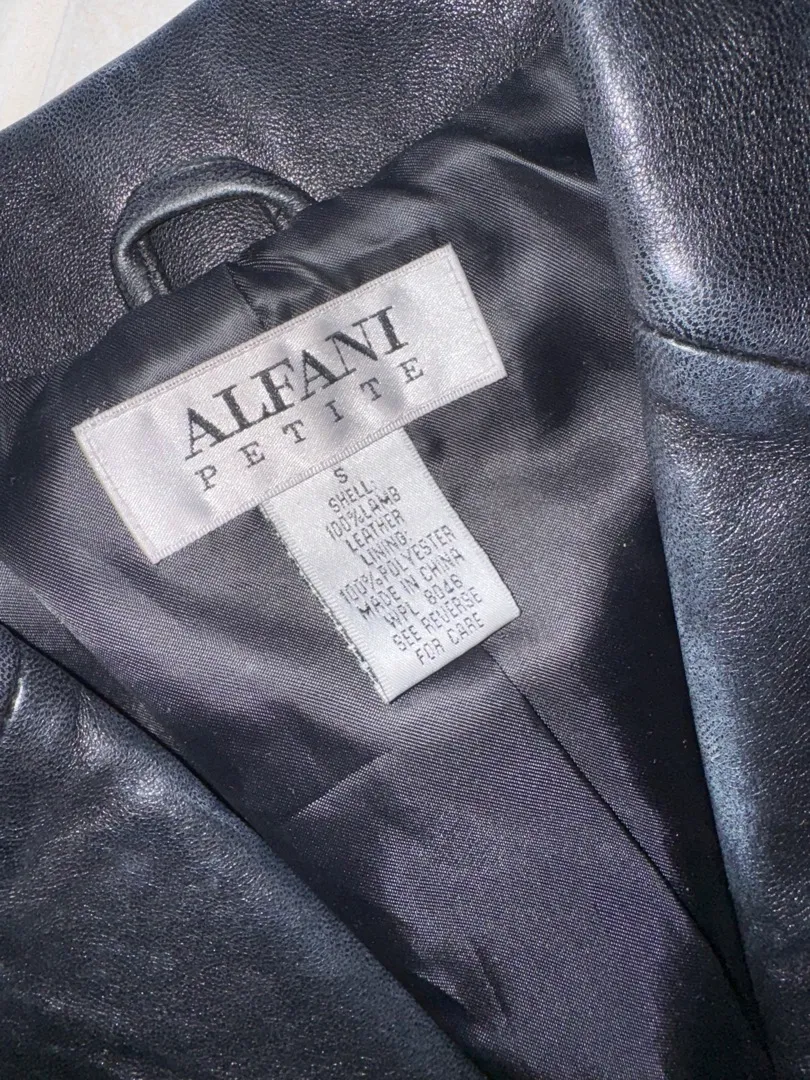 ALFANI
PETITE
S
SHELL:
100%LAMB
LEATHER
LINING:
100%POLYESTER
MADE IN CHINA
WPL 8046
SEE REVERSE
FOR CARE